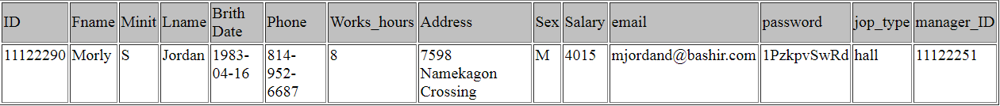 ID Fname Minit Lname Brith Date Phone Works_hours Address Sex Salary email password jop_type manager_ID
11122290 Morly S Jordan 1983-04-16 814-952-6687 8 7598 Namekagon Crossing M 4015 mjordand@bashir.com 1PzkpvSwRd hall 11122251